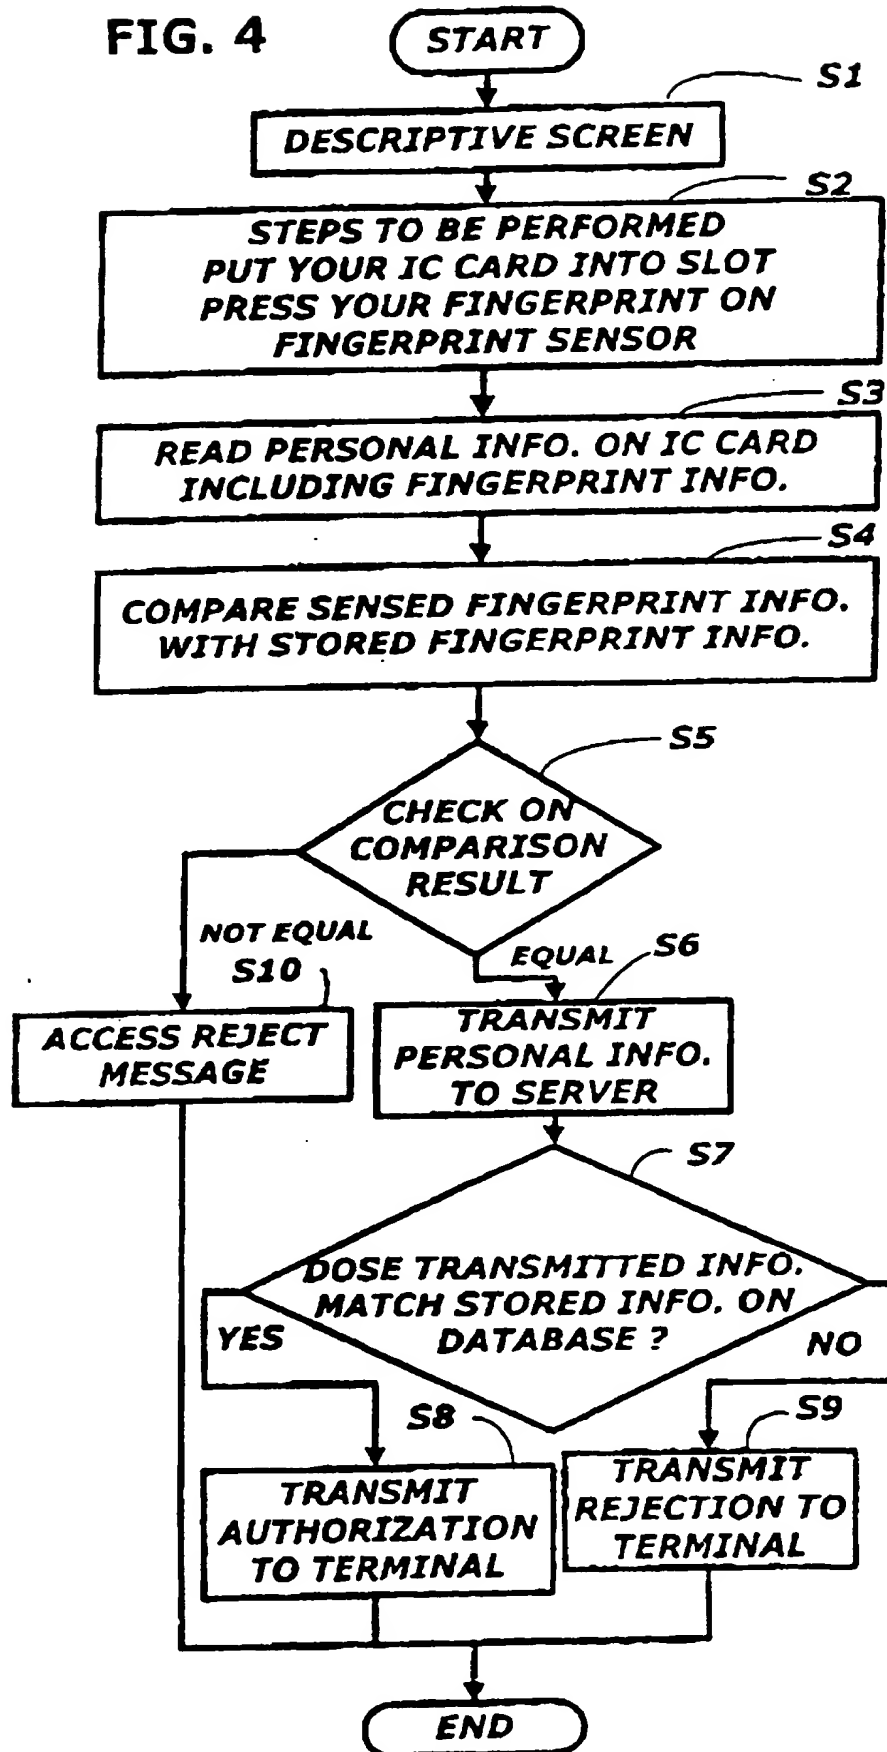 FIG. 4
START
S1
DESCRIPTIVE SCREEN
S2
STEPS TO BE PERFORMED
PUT YOUR IC CARD INTO SLOT
PRESS YOUR FINGERPRINT ON
FINGERPRINT SENSOR
S3
READ PERSONAL INFO. ON IC CARD
INCLUDING FINGERPRINT INFO.
S4
COMPARE SENSED FINGERPRINT INFO.
WITH STORED FINGERPRINT INFO.
S5
CHECK ON
COMPARISON
RESULT
NOT EQUAL
EQUAL
S6
S10
ACCESS REJECT
MESSAGE
TRANSMIT
PERSONAL INFO.
TO SERVER
S7
DOSE TRANSMITTED INFO.
MATCH STORED INFO. ON
DATABASE ?
YES
NO
S8
S9
TRANSMIT
AUTHORIZATION
TO TERMINAL
TRANSMIT
REJECTION TO
TERMINAL
END